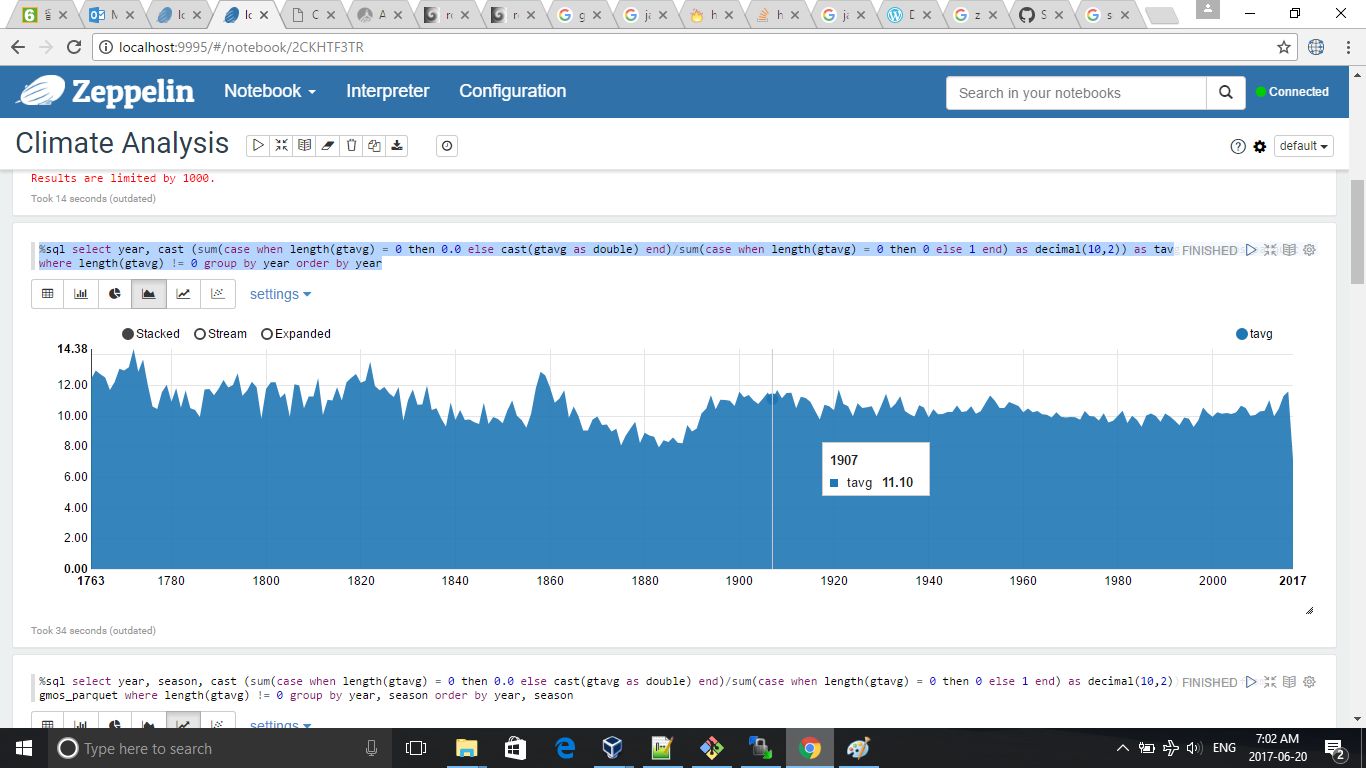 localhost:9995/#/notebook/2CKHTF3TR
Zeppelin Notebook Interpreter Configuration Search in your notebooks Connected
Climate Analysis default
Results are limited by 1000.
Took 14 seconds (outdated)
%sql select year, cast (sum(case when length(gtavg) = 0 then 0.0 else cast(gtavg as double) end)/sum(case when length(gtavg) = 0 then 0 else 1 end) as decimal(10,2)) as tav FINISHED
where length(gtavg) != 0 group by year order by year
settings
Stacked Stream Expanded tavg
14.38
12.00
10.00
8.00
6.00
4.00
2.00
0.00
1907
tavg 11.10
1763 1780 1800 1820 1840 1860 1880 1900 1920 1940 1960 1980 2000 2017
Took 34 seconds (outdated)
%sql select year, season, cast (sum(case when length(gtavg) = 0 then 0.0 else cast(gtavg as double) end)/sum(case when length(gtavg) = 0 then 0 else 1 end) as decimal(10,2) FINISHED
gmos_parquet where length(gtavg) != 0 group by year, season order by year, season
settings
Type here to search
ENG
7:02 AM
2017-06-20
2